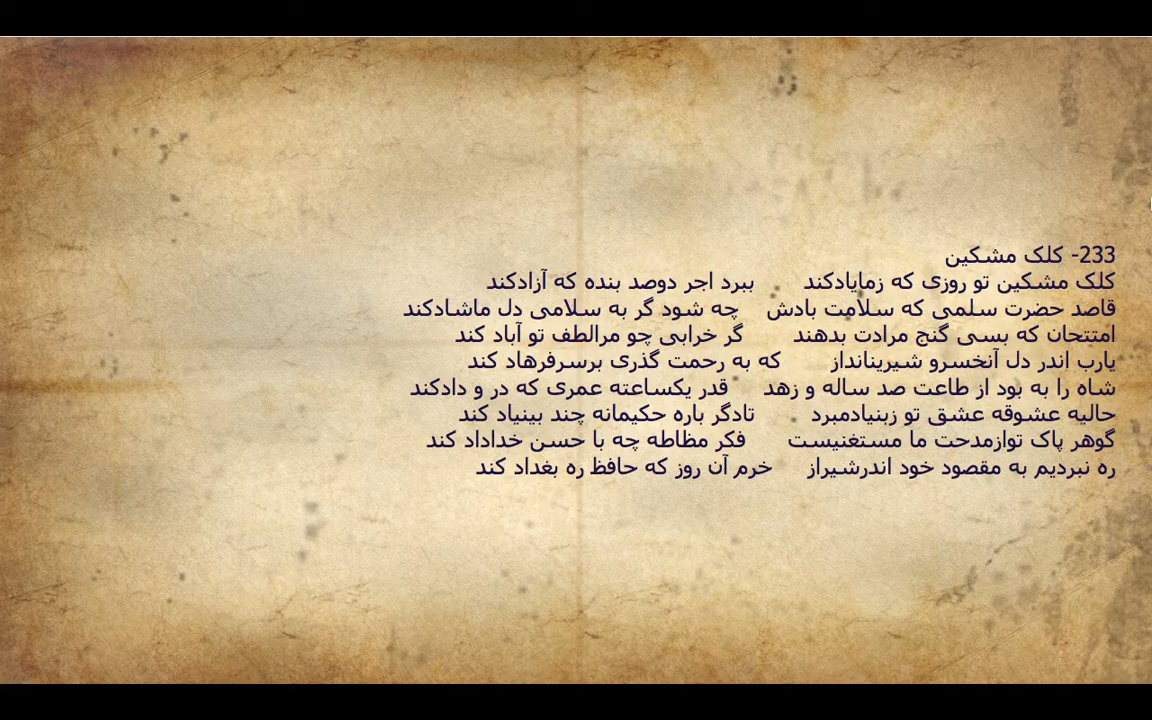 233- کلک مشکین
کلک مشکین تو روزی که زمایادکند ببرد اجر دوصد بنده که آزادکند
قاصد حضرت سلمی که سلامت بادش چه شود گر به سلامی دل ماشادکند
امتتحان که بسی گنج مرادت بدهند گر خرابی چو مرالطف تو آباد کند
یارب اندر دل آنخسرو شیرینانداز که به رحمت گذری برسرفرهاد کند
شاه را به بود از طاعت صد ساله و زهد قدر یکساعته عمری که در و دادکند
حالیه عشوقه عشق تو زبنیادمبرد تادگر باره حکیمانه چند بینیاد کند
گوهر پاک توازمدحت ما مستغنیست فکر مظاطه چه با حسن خداداد کند
ره نبردیم به مقصود خود اندرشیراز خرم آن روز که حافظ ره بغداد کند